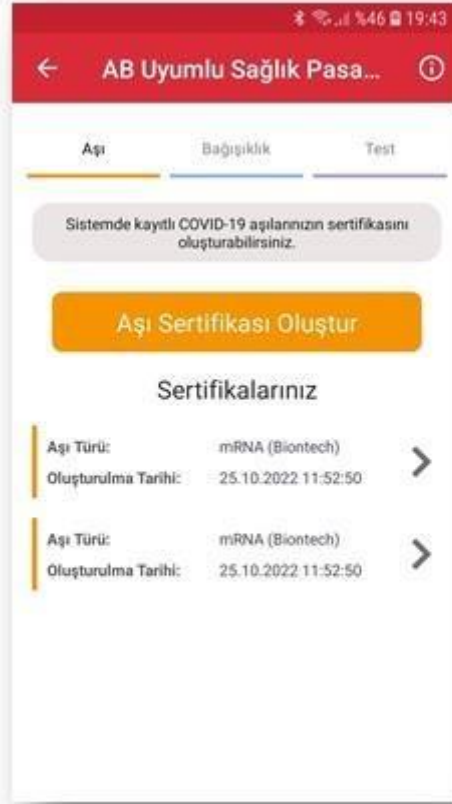 %46 19:43
AB Uyumlu Sağlık Pasa...
Aşı
Bağışıklık
Test
Sistemde kayıtlı COVID-19 aşılarınızın sertifikasını
oluşturabilirsiniz.
Aşı Sertifikası Oluştur
Sertifikalarınız
Aşı Türü: mRNA (Biontech)
Oluşturulma Tarihi: 25.10.2022 11:52:50
Aşı Türü: mRNA (Biontech)
Oluşturulma Tarihi: 25.10.2022 11:52:50